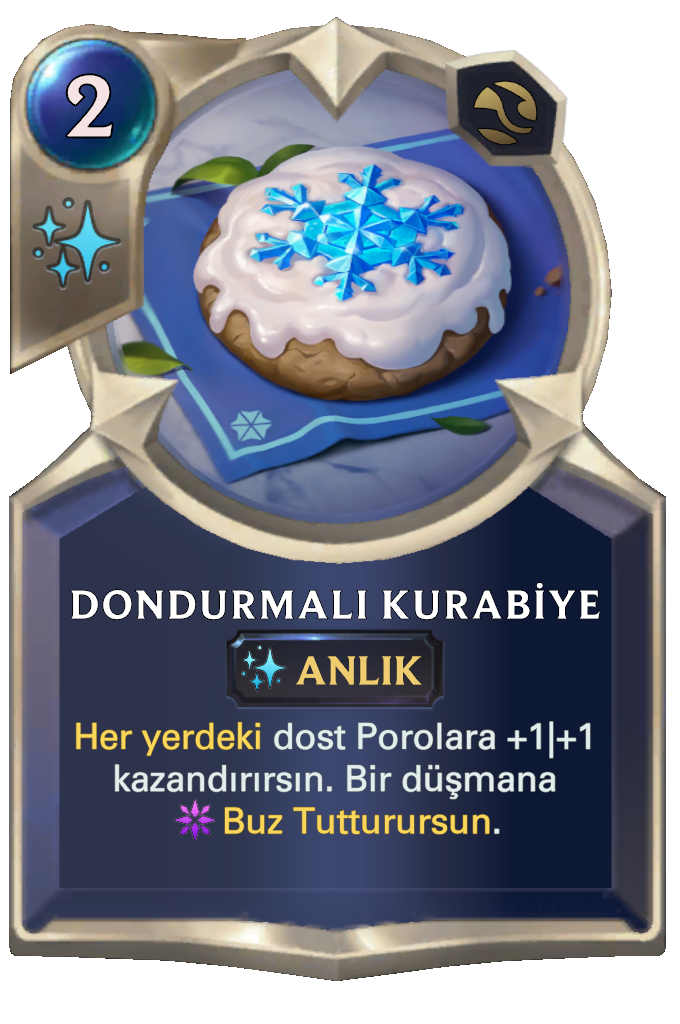 2
DONDURMALI KURABİYE
ANLIK
Her yerdeki dost Porolara +1|+1
kazandırırsın. Bir düşmana
Buz Tutturursun.